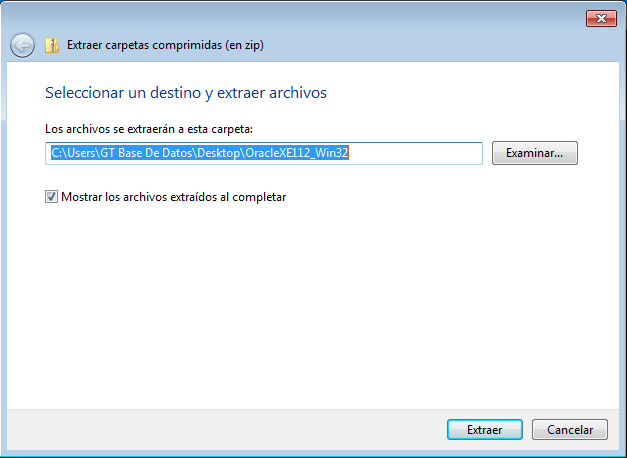 Extraer carpetas comprimidas (en zip)
Seleccionar un destino y extraer archivos
Los archivos se extraerán a esta carpeta:
C:\Users\GT Base De Datos\Desktop\OracleXE112_Win32
Examinar...
Mostrar los archivos extraídos al completar
Extraer
Cancelar